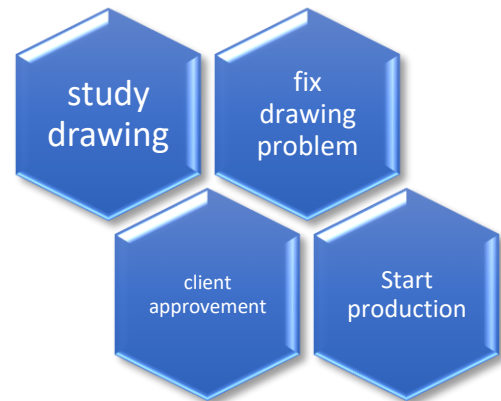 study
drawing
fix
drawing
problem
client
approvement
Start
production